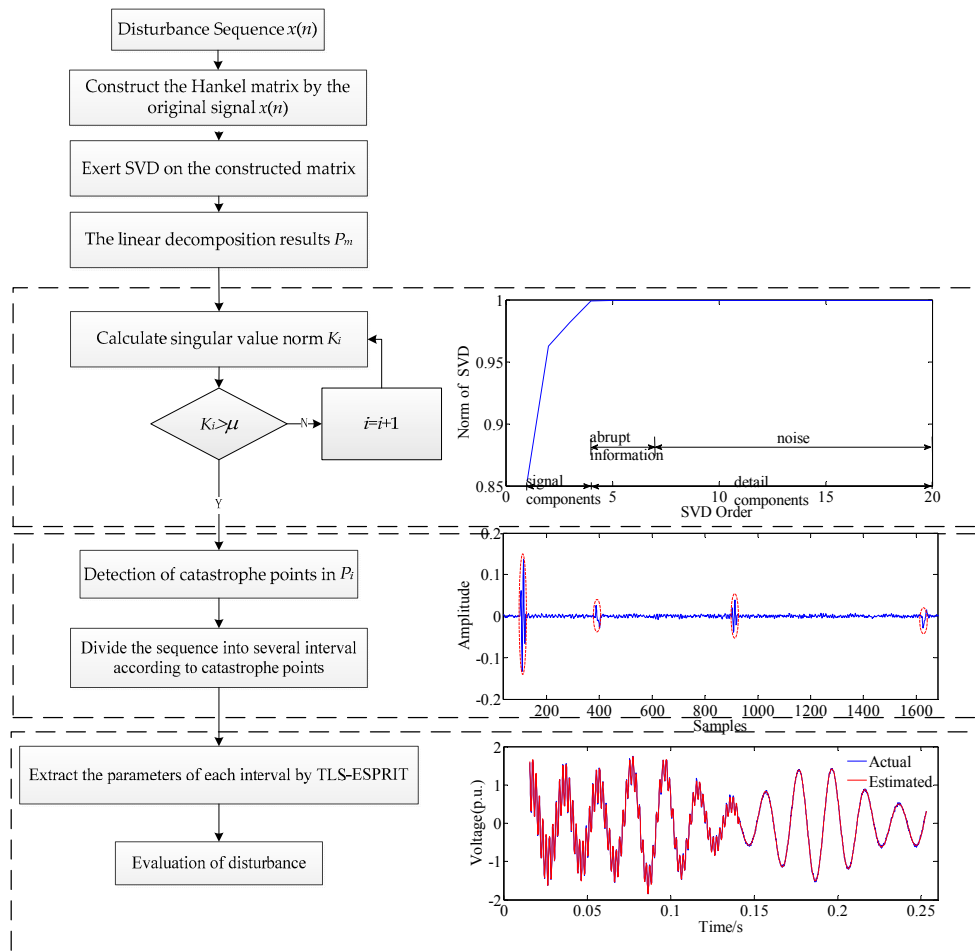 Disturbance Sequence x(n)
Construct the Hankel matrix by the
original signal x(n)
Exert SVD on the constructed matrix
The linear decomposition results Pm
Calculate singular value norm Ki
Ki>μ
N
i=i+1
Y
Norm of SVD
1
0.95
0.9
0.85
abrupt
information
noise
signal
components
detail
components
0
5
10
15
20
SVD Order
Detection of catastrophe points in Pi
Divide the sequence into several interval
according to catastrophe points
Amplitude
0.2
0.1
0
-0.1
-0.2
200
400
600
800
1000
1200
1400
1600
Samples
Extract the parameters of each interval by TLS-ESPRIT
Evaluation of disturbance
Voltage(p.u.)
2
1
0
-1
-2
Actual
Estimated
0
0.05
0.1
0.15
0.2
0.25
Time/s